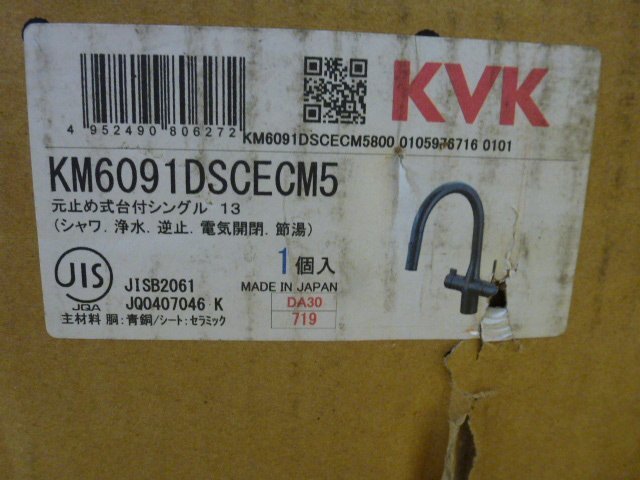 KVK
4 952490 806272
KM6091DSCECM5800 0105976716 0101
KM6091DSCECM5
元止め式台付シングル 13
(シャワ. 浄水. 逆止. 電気開閉. 節湯)
1個入
JIS
JQA
JISB2061
JQ0407046 K
MADE IN JAPAN
DA30
719
主材料 胴:青銅/シート:セラミック